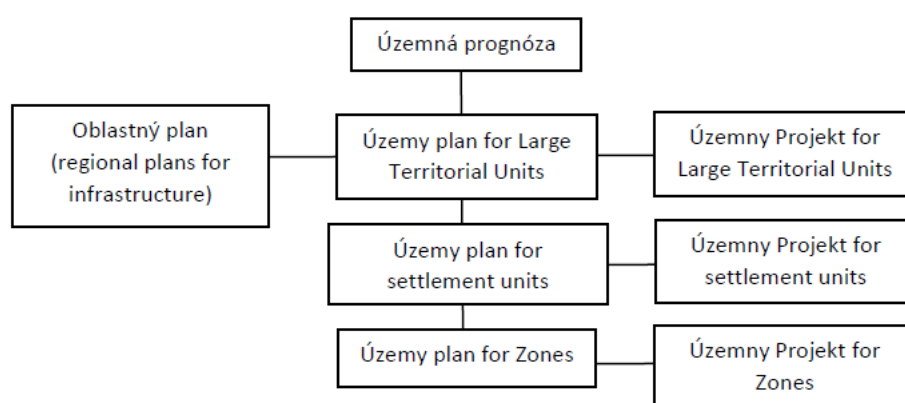 Územná prognóza
Oblastný plan
(regional plans for
infrastructure)
Územy plan for Large
Territorial Units
Územny Projekt for
Large Territorial Units
Územy plan for
settlement units
Územny Projekt for
settlement units
Územy plan for Zones
Územny Projekt for
Zones